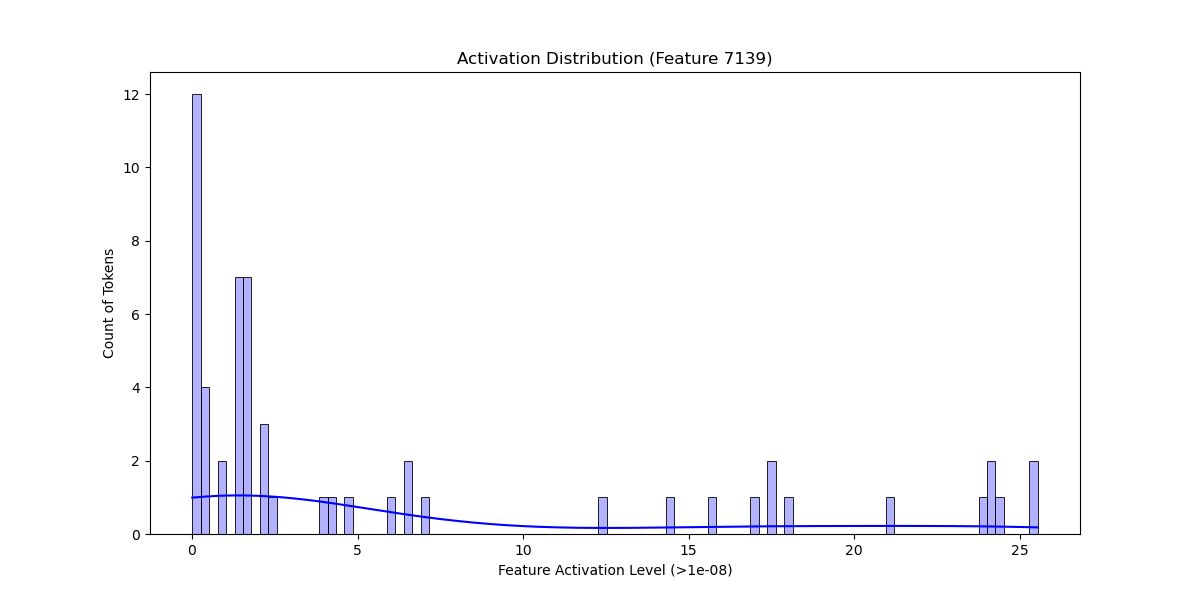 Activation Distribution (Feature 7139)
12
10
8
6
4
2
0
Count of Tokens
0 5 10 15 20 25
Feature Activation Level (>1e-08)